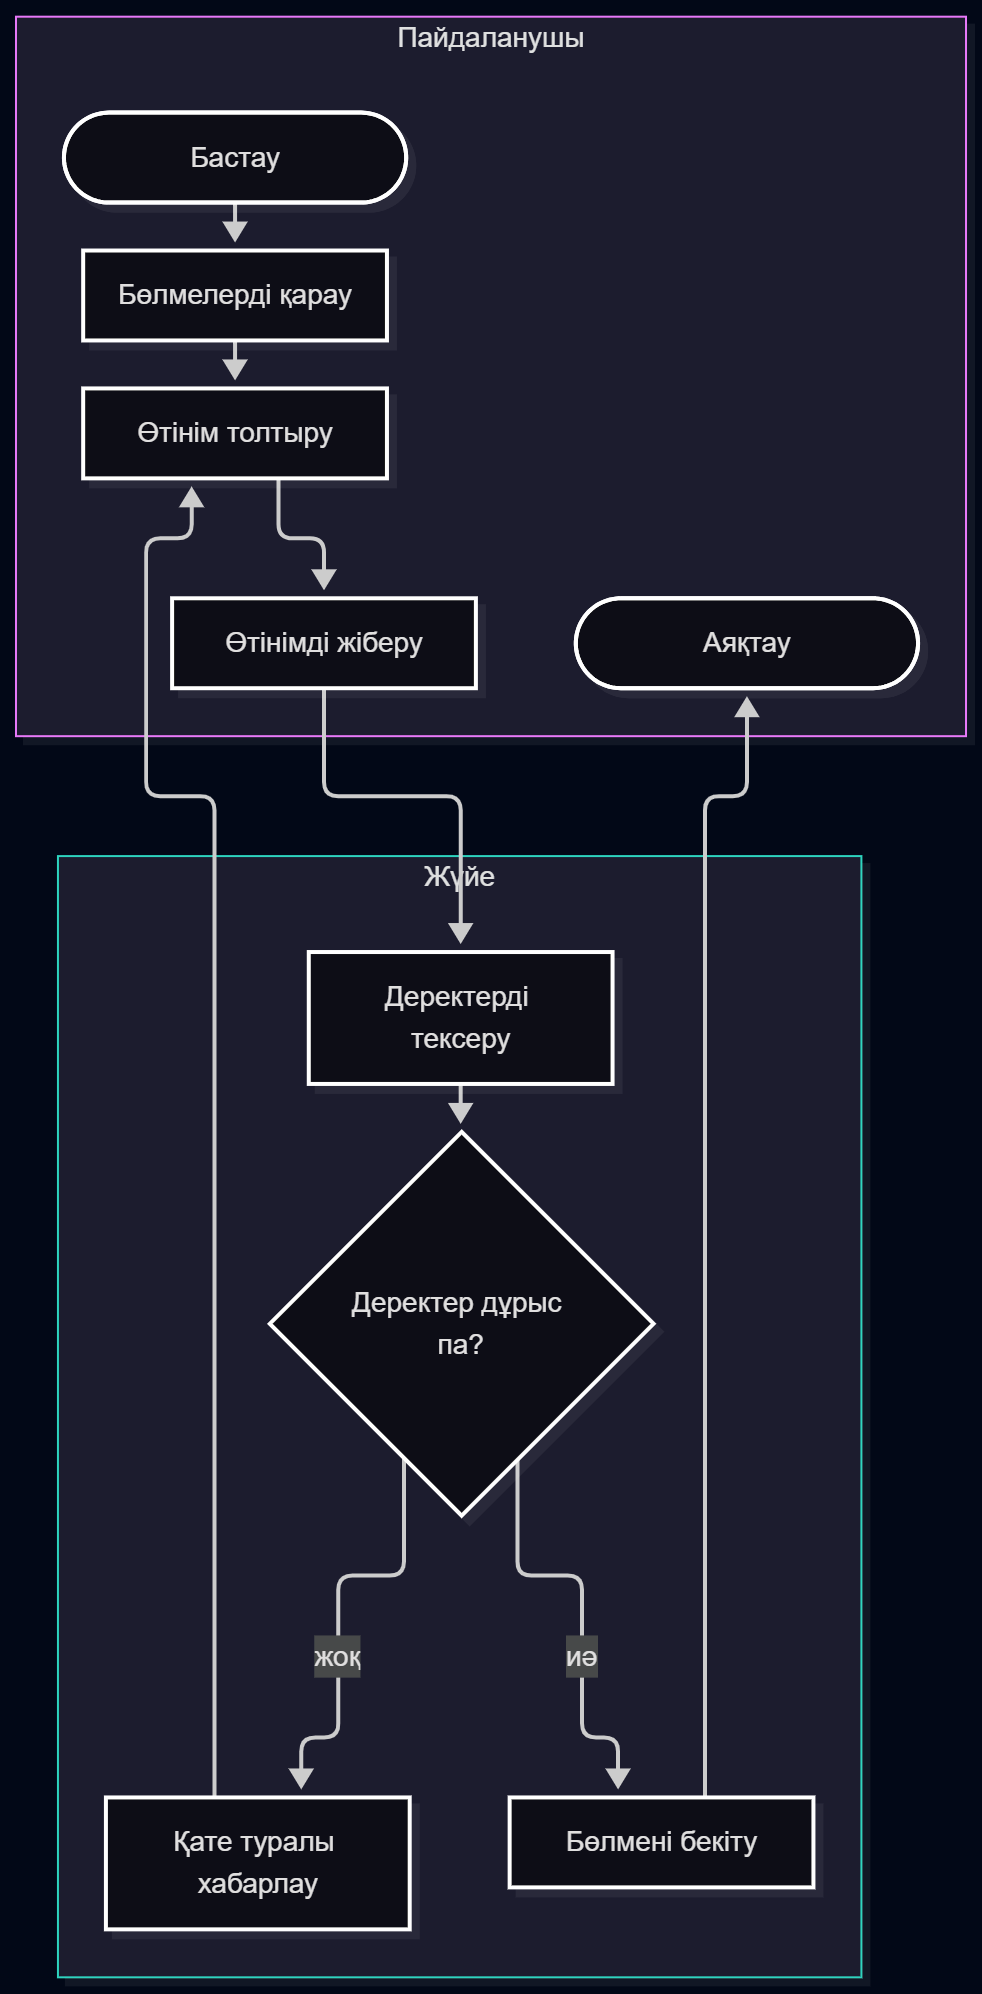 Пайдаланушы
Бастау
Бөлмелерді қарау
Өтінім толтыру
Өтінімді жіберу
Аяқтау
Жүйе
Деректерді
тексеру
Деректер дұрыс
па?
жоқ
иә
Қате туралы
хабарлау
Бөлмені бекіту